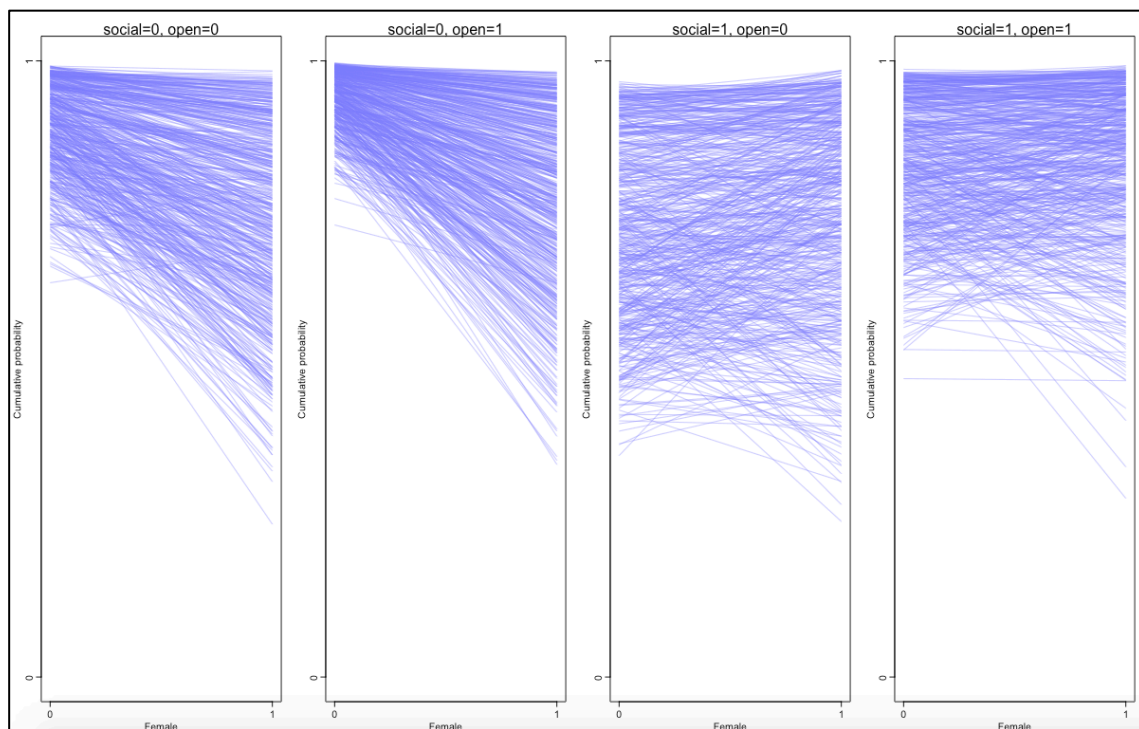 social=0, open=0
1
Cumulative probability
0
0 1
Female
social=0, open=1
1
Cumulative probability
0
0 1
Female
social=1, open=0
1
Cumulative probability
0
0 1
Female
social=1, open=1
1
Cumulative probability
0
0 1
Female